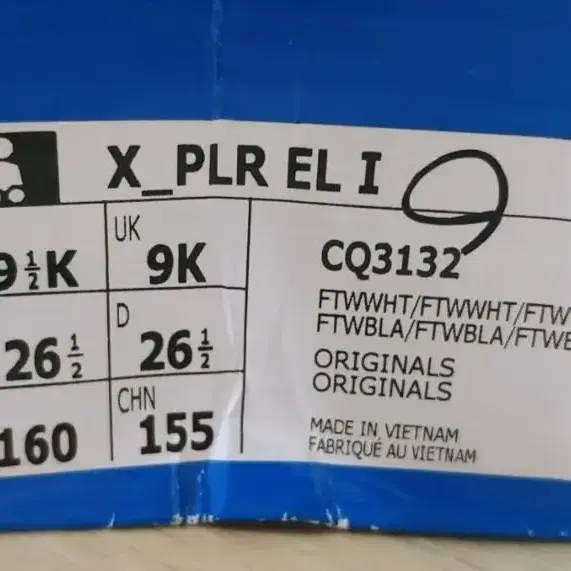 X_PLR EL I
9
9½K
UK
9K
CQ3132
FTWWHT/FTWWHT/FTW
FTWBLA/FTWBLA/FTWB
26½
D
26½
ORIGINALS
ORIGINALS
160
CHN
155
MADE IN VIETNAM
FABRIQUÉ AU VIETNAM